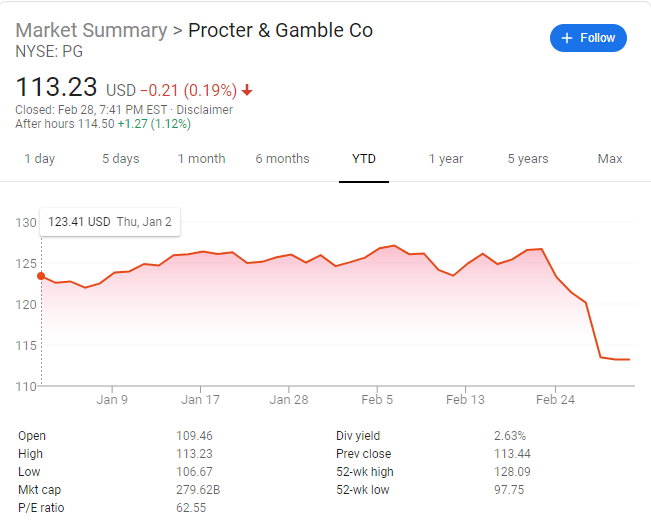 Market Summary > Procter & Gamble Co
NYSE: PG
+ Follow
113.23 USD −0.21 (0.19%) ↓
Closed: Feb 28, 7:41 PM EST · Disclaimer
After hours 114.50 +1.27 (1.12%)
1 day 5 days 1 month 6 months YTD 1 year 5 years Max
123.41 USD Thu, Jan 2
130
125
120
115
110
Jan 9 Jan 17 Jan 28 Feb 5 Feb 13 Feb 24
Open 109.46 Div yield 2.63%
High 113.23 Prev close 113.44
Low 106.67 52-wk high 128.09
Mkt cap 279.62B 52-wk low 97.75
P/E ratio 62.55